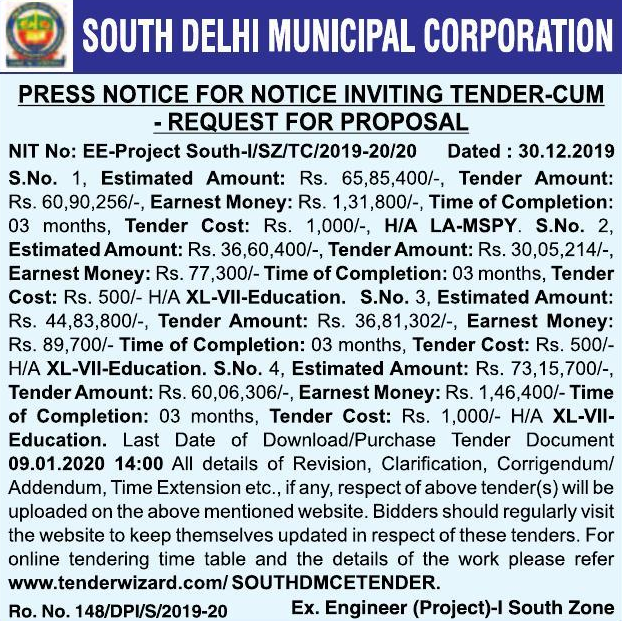 SOUTH DELHI MUNICIPAL CORPORATION
PRESS NOTICE FOR NOTICE INVITING TENDER-CUM
- REQUEST FOR PROPOSAL
NIT No: EE-Project South-I/SZ/TC/2019-20/20 Dated : 30.12.2019
S.No. 1, Estimated Amount: Rs. 65,85,400/-, Tender Amount:
Rs. 60,90,256/-, Earnest Money: Rs. 1,31,800/-, Time of Completion:
03 months, Tender Cost: Rs. 1,000/-, H/A LA-MSPY. S.No. 2,
Estimated Amount: Rs. 36,60,400/-, Tender Amount: Rs. 30,05,214/-,
Earnest Money: Rs. 77,300/- Time of Completion: 03 months, Tender
Cost: Rs. 500/- H/A XL-VII-Education. S.No. 3, Estimated Amount:
Rs. 44,83,800/-, Tender Amount: Rs. 36,81,302/-, Earnest Money:
Rs. 89,700/- Time of Completion: 03 months, Tender Cost: Rs. 500/-
H/A XL-VII-Education. S.No. 4, Estimated Amount: Rs. 73,15,700/-,
Tender Amount: Rs. 60,06,306/-, Earnest Money: Rs. 1,46,400/- Time
of Completion: 03 months, Tender Cost: Rs. 1,000/- H/A XL-VII-
Education. Last Date of Download/Purchase Tender Document
09.01.2020 14:00 All details of Revision, Clarification, Corrigendum/
Addendum, Time Extension etc., if any, respect of above tender(s) will be
uploaded on the above mentioned website. Bidders should regularly visit
the website to keep themselves updated in respect of these tenders. For
online tendering time table and the details of the work please refer
www.tenderwizard.com/ SOUTHDMCETENDER.
Ro. No. 148/DPI/S/2019-20 Ex. Engineer (Project)-I South Zone